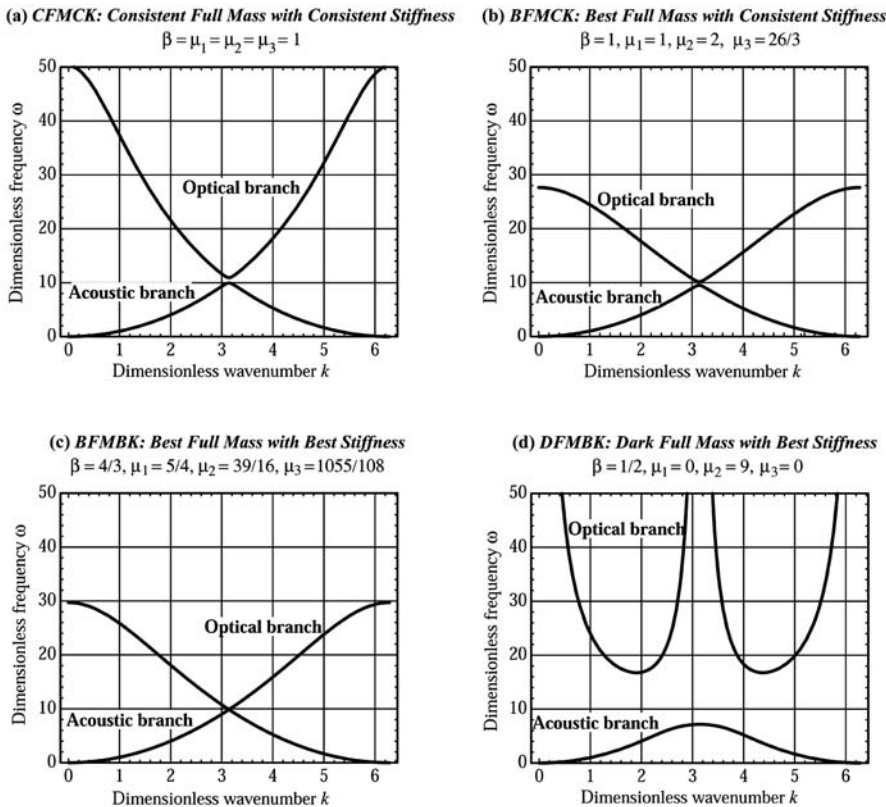 (a) CFMCK: Consistent Full Mass with Consistent Stiffness
β = μ₁ = μ₂ = μ₃ = 1
50
40
30
20
10
0
Dimensionless frequency ω
Optical branch
Acoustic branch
0 1 2 3 4 5 6
Dimensionless wavenumber k
(b) BFMCK: Best Full Mass with Consistent Stiffness
β = 1, μ₁ = 1, μ₂ = 2, μ₃ = 26/3
50
40
30
20
10
0
Dimensionless frequency ω
Optical branch
Acoustic branch
0 1 2 3 4 5 6
Dimensionless wavenumber k
(c) BFMBK: Best Full Mass with Best Stiffness
β = 4/3, μ₁ = 5/4, μ₂ = 39/16, μ₃ = 1055/108
50
40
30
20
10
0
Dimensionless frequency ω
Optical branch
Acoustic branch
0 1 2 3 4 5 6
Dimensionless wavenumber k
(d) DFMBK: Dark Full Mass with Best Stiffness
β = 1/2, μ₁ = 0, μ₂ = 9, μ₃ = 0
50
40
30
20
10
0
Dimensionless frequency ω
Optical branch
Acoustic branch
0 1 2 3 4 5 6
Dimensionless wavenumber k